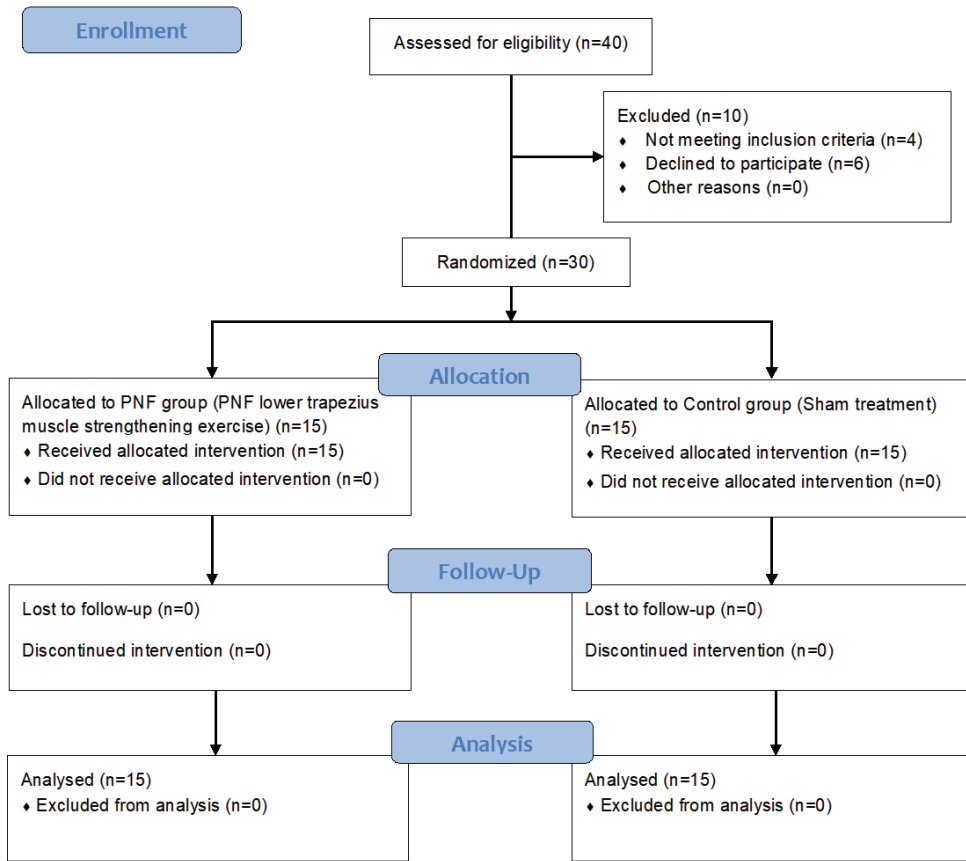 Enrollment
Assessed for eligibility (n=40)
Excluded (n=10)
♦ Not meeting inclusion criteria (n=4)
♦ Declined to participate (n=6)
♦ Other reasons (n=0)
Randomized (n=30)
Allocation
Allocated to PNF group (PNF lower trapezius
muscle strengthening exercise) (n=15)
♦ Received allocated intervention (n=15)
♦ Did not receive allocated intervention (n=0)
Allocated to Control group (Sham treatment)
(n=15)
♦ Received allocated intervention (n=15)
♦ Did not receive allocated intervention (n=0)
Follow-Up
Lost to follow-up (n=0)
Discontinued intervention (n=0)
Lost to follow-up (n=0)
Discontinued intervention (n=0)
Analysis
Analysed (n=15)
♦ Excluded from analysis (n=0)
Analysed (n=15)
♦ Excluded from analysis (n=0)